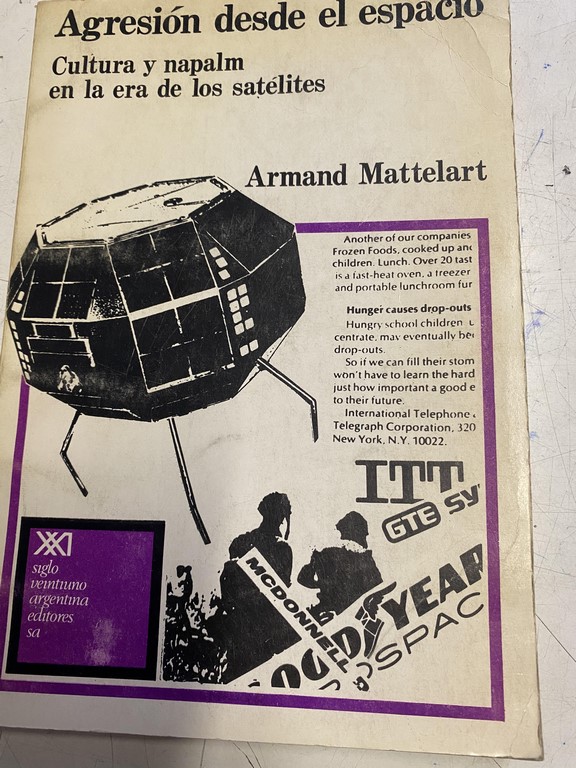 Agresión desde el espacio
Cultura y napalm
en la era de los satélites
Armand Mattelart
Another of our companies
Frozen Foods, cooked up and
children. Lunch. Over 20 tast
is a fast-heat oven, a freezer
and portable lunchroom fur
Hunger causes drop-outs
Hungry school children u
centrate, may eventually be
drop-outs.
So if we can fill their stom
won't have to learn the hard
just how important a good e
to their future.
International Telephone
Telegraph Corporation, 320
New York, N.Y. 10022.
ITT
GTE SY
MCDONNELL
GOODYEAR
OSPAC
XXI
siglo
veintiuno
argentina
editores
sa